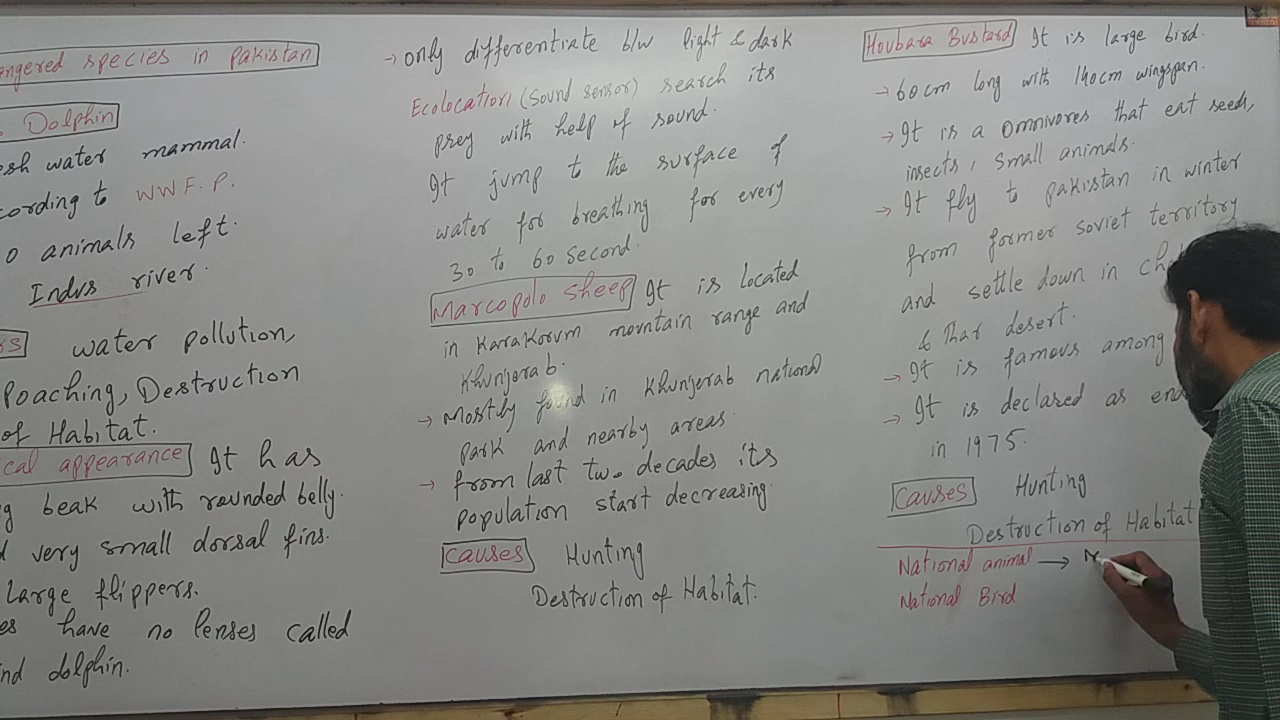 ngered species in Pakistan
Dolphin
sh water mammal.
cording to WWF.P.
0 animals left.
Indus river.
rs water pollution,
Poaching, Destruction
of Habitat.
ical appearance It has
g beak with rounded belly.
d very small dorsal fins.
Large flippers.
es have no lenses called
nd dolphin.
→ only differentiate b/w light & dark
Ecolocation (Sound sensor) search its
prey with help of sound.
It jump to the surface of
water for breathing for every
30 to 60 second.
Marcopolo Sheep It is located
in Karakorum mountain range and
Khunjerab.
→ Mostly found in Khunjerab national
Park and nearby areas
→ from last two decades its
population start decreasing.
Causes Hunting
Destruction of Habitat.
Houbara Bustard It is large bird.
→ 60cm long with 140cm wingspan.
→ It is a omnivores that eat seeds,
insects, small animals.
→ It fly to pakistan in winter
from former soviet territory
and settle down in Ch
& Thar desert.
→ It is famous among
→ It is declared as en
in 1975.
Causes Hunting
Destruction of Habitat
National animal →
National Bird